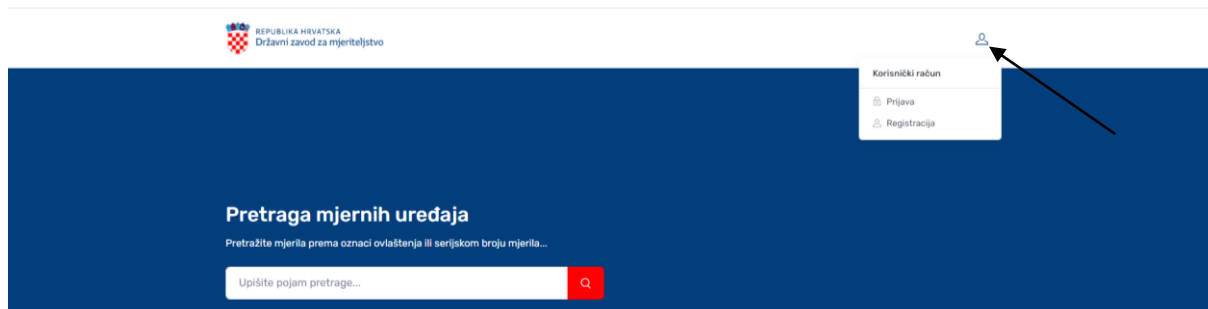 REPUBLIKA HRVATSKA
Državni zavod za mjeriteljstvo
Korisnički račun
Prijava
Registracija
Pretraga mjernih uređaja
Pretražite mjerila prema oznaci ovlaštenja ili serijskom broju mjerila...
Upišite pojam pretrage...